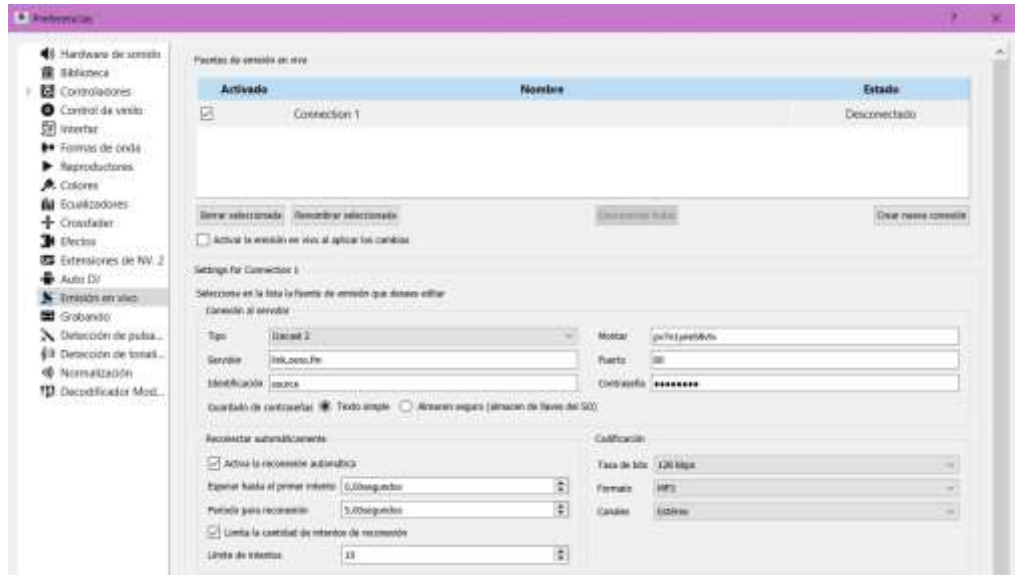 Preferencias
Hardware de sonido
Biblioteca
Controladores
Control de vinilo
Interfaz
Formas de onda
Reproductores
Colores
Ecualizadores
Crossfader
Efectos
Extensiones de NV. 2
Auto DJ
Emisión en vivo
Grabando
Detección de pulsa...
Detección de tonali...
Normalización
Decodificador Mod...
Fuentes de emisión en vivo
Activado Nombre Estado
Connection 1 Desconectado
Borrar seleccionada Renombrar seleccionada Crear nueva conexión
Activar la emisión en vivo al aplicar los cambios
Settings for Connection 1
Selecciona en la lista la fuente de emisión que deseas editar
Conexión al servidor
Tipo Icecast 2 Montar
Servidor Puerto 80
Identificación source Contraseña
Guardado de contraseñas Texto simple Almacén seguro (almacén de llaves del SO)
Reconectar automáticamente Codificación
Activa la reconexión automática Tasa de bits 128 kbps
Esperar hasta el primer intento 0,00segundos Formato MP3
Período para reconexión 5,00segundos Canales Estéreo
Limita la cantidad de intentos de reconexión
Límite de intentos 10